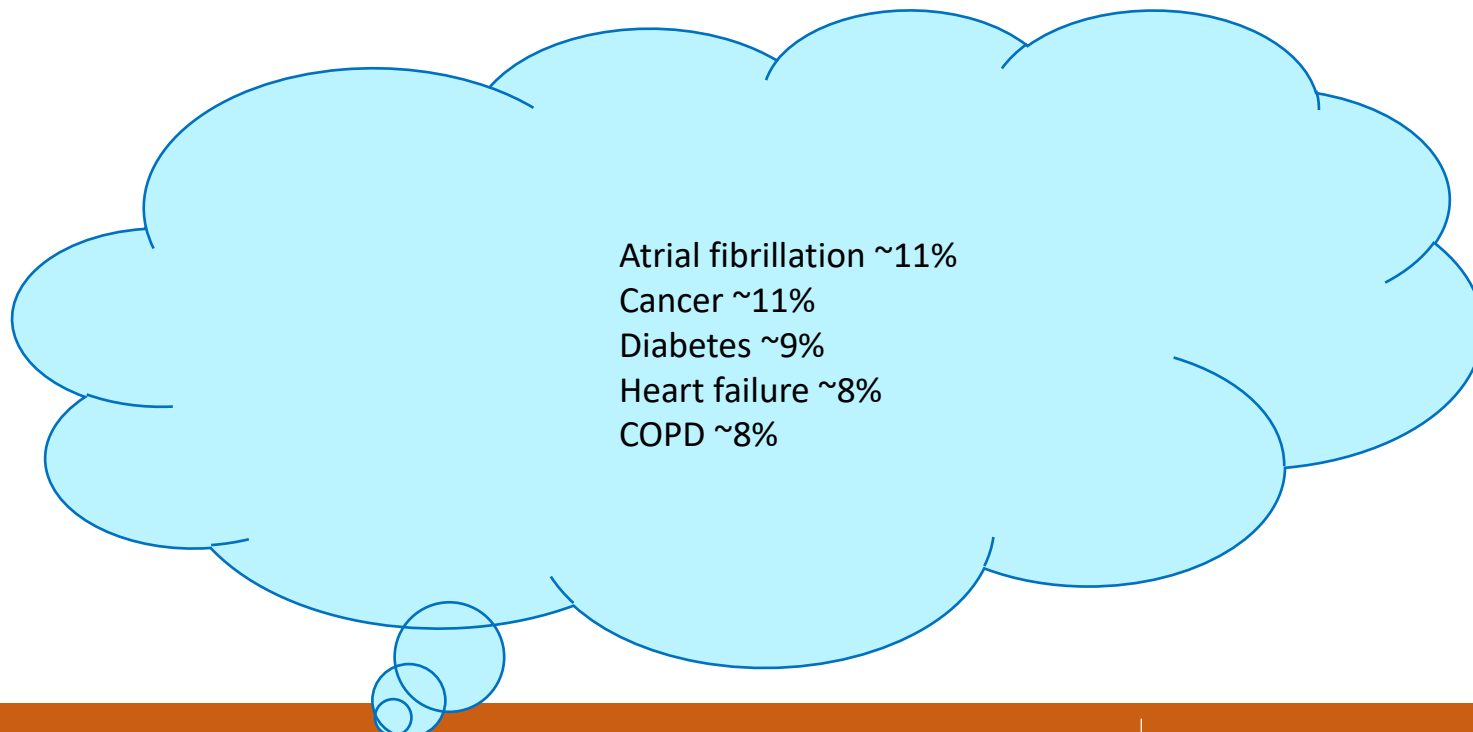 Atrial fibrillation ~11%
Cancer ~11%
Diabetes ~9%
Heart failure ~8%
COPD ~8%